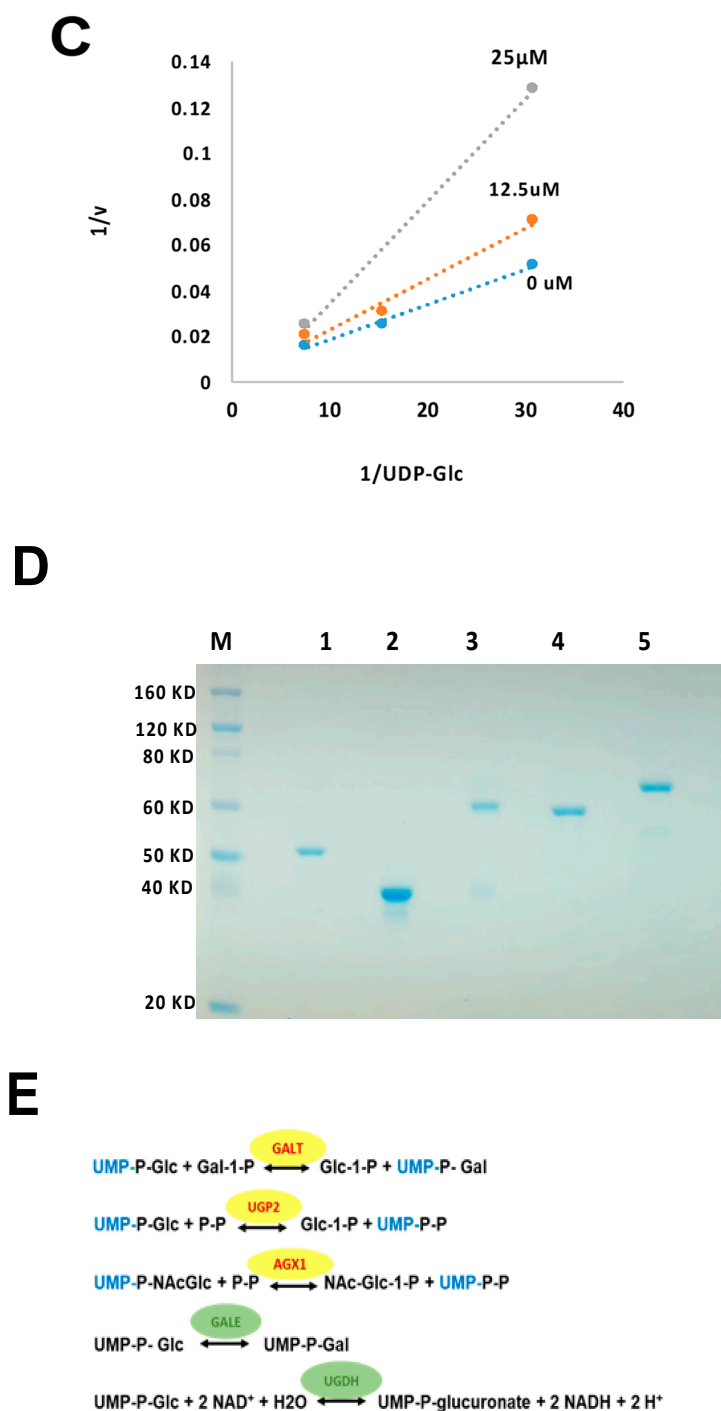 C
25µM
0.14
0.12
0.1
12.5uM
0.08
1/v
0.06
0 uM
0.04
0.02
0
0 10 20 30 40
1/UDP-Glc
D
M 1 2 3 4 5
160 KD
120 KD
80 KD
60 KD
50 KD
40 KD
20 KD
E
GALT
UMP-P-Glc + Gal-1-P Glc-1-P + UMP-P- Gal
UGP2
UMP-P-Glc + P-P Glc-1-P + UMP-P-P
AGX1
UMP-P-NAcGlc + P-P NAc-Glc-1-P + UMP-P-P
GALE
UMP-P- Glc UMP-P-Gal
UGDH
UMP-P-Glc + 2 NAD⁺ + H2O UMP-P-glucuronate + 2 NADH + 2 H⁺